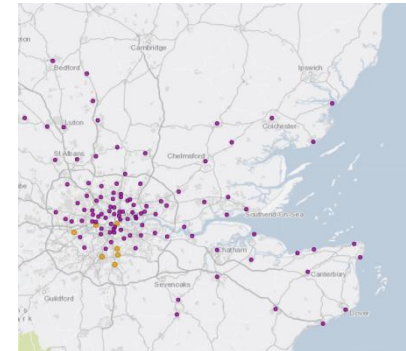 Cambridge
Bedford
Ipswich
Luton
Colchester
St Albans
Chelmsford
Southend-On-Sea
Chatham
Canterbury
Sevenoaks
Guildford
Dover